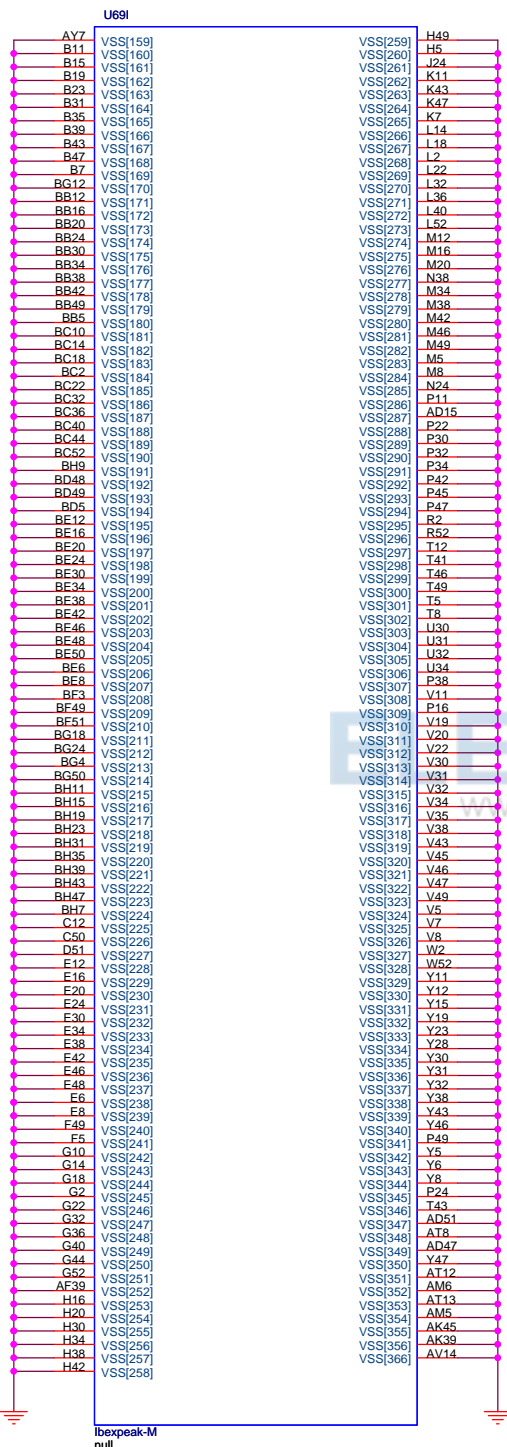 U69I
AY7 VSS[159] VSS[259] H49
B11 VSS[160] VSS[260] H5
B15 VSS[161] VSS[261] J24
B19 VSS[162] VSS[262] K11
B23 VSS[163] VSS[263] K43
B31 VSS[164] VSS[264] K47
B35 VSS[165] VSS[265] K7
B39 VSS[166] VSS[266] L14
B43 VSS[167] VSS[267] L18
B47 VSS[168] VSS[268] L2
B7 VSS[169] VSS[269] L22
BG12 VSS[170] VSS[270] L32
BB12 VSS[171] VSS[271] L36
BB16 VSS[172] VSS[272] L40
BB20 VSS[173] VSS[273] L52
BB24 VSS[174] VSS[274] M12
BB30 VSS[175] VSS[275] M16
BB34 VSS[176] VSS[276] M20
BB38 VSS[177] VSS[277] N38
BB42 VSS[178] VSS[278] M34
BB49 VSS[179] VSS[279] M38
BB5 VSS[180] VSS[280] M42
BC10 VSS[181] VSS[281] M46
BC14 VSS[182] VSS[282] M49
BC18 VSS[183] VSS[283] M5
BC2 VSS[184] VSS[284] M8
BC22 VSS[185] VSS[285] N24
BC32 VSS[186] VSS[286] P11
BC36 VSS[187] VSS[287] AD15
BC40 VSS[188] VSS[288] P22
BC44 VSS[189] VSS[289] P30
BC52 VSS[190] VSS[290] P32
BH9 VSS[191] VSS[291] P34
BD48 VSS[192] VSS[292] P42
BD49 VSS[193] VSS[293] P45
BD5 VSS[194] VSS[294] P47
BE12 VSS[195] VSS[295] R2
BE16 VSS[196] VSS[296] R52
BE20 VSS[197] VSS[297] T12
BE24 VSS[198] VSS[298] T41
BE30 VSS[199] VSS[299] T46
BE34 VSS[200] VSS[300] T49
BE38 VSS[201] VSS[301] T5
BE42 VSS[202] VSS[302] T8
BE46 VSS[203] VSS[303] U30
BE48 VSS[204] VSS[304] U31
BE50 VSS[205] VSS[305] U32
BE6 VSS[206] VSS[306] U34
BE8 VSS[207] VSS[307] P38
BF3 VSS[208] VSS[308] V11
BF49 VSS[209] VSS[309] P16
BF51 VSS[210] VSS[310] V19
BG18 VSS[211] VSS[311] V20
BG24 VSS[212] VSS[312] V22
BG4 VSS[213] VSS[313] V30
BG50 VSS[214] VSS[314] V31
BH11 VSS[215] VSS[315] V32
BH15 VSS[216] VSS[316] V34
BH19 VSS[217] VSS[317] V35
BH23 VSS[218] VSS[318] V38
BH31 VSS[219] VSS[319] V43
BH35 VSS[220] VSS[320] V45
BH39 VSS[221] VSS[321] V46
BH43 VSS[222] VSS[322] V47
BH47 VSS[223] VSS[323] V49
BH7 VSS[224] VSS[324] V5
C12 VSS[225] VSS[325] V7
C50 VSS[226] VSS[326] V8
D51 VSS[227] VSS[327] W2
E12 VSS[228] VSS[328] W52
E16 VSS[229] VSS[329] Y11
E20 VSS[230] VSS[330] Y12
E24 VSS[231] VSS[331] Y15
E30 VSS[232] VSS[332] Y19
E34 VSS[233] VSS[333] Y23
E38 VSS[234] VSS[334] Y28
E42 VSS[235] VSS[335] Y30
E46 VSS[236] VSS[336] Y31
E48 VSS[237] VSS[337] Y32
E6 VSS[238] VSS[338] Y38
E8 VSS[239] VSS[339] Y43
F49 VSS[240] VSS[340] Y46
F5 VSS[241] VSS[341] P49
G10 VSS[242] VSS[342] Y5
G14 VSS[243] VSS[343] Y6
G18 VSS[244] VSS[344] Y8
G2 VSS[245] VSS[345] P24
G22 VSS[246] VSS[346] T43
G32 VSS[247] VSS[347] AD51
G36 VSS[248] VSS[348] AT8
G40 VSS[249] VSS[349] AD47
G44 VSS[250] VSS[350] Y47
G52 VSS[251] VSS[351] AT12
AF39 VSS[252] VSS[352] AM6
H16 VSS[253] VSS[353] AT13
H20 VSS[254] VSS[354] AM5
H30 VSS[255] VSS[355] AK45
H34 VSS[256] VSS[356] AK39
H38 VSS[257] VSS[366] AV14
H42 VSS[258]
Ibexpeak-M
null